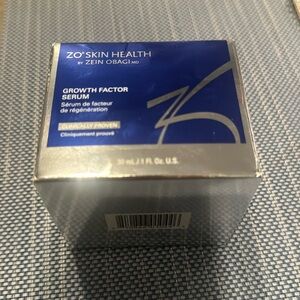 ZO® SKIN HEALTH
BY ZEIN OBAGI MD
GROWTH FACTOR
SERUM
Sérum de facteur
de régénération
CLINICALLY PROVEN
Cliniquement prouvé
30 mL / 1 Fl. Oz. U.S.